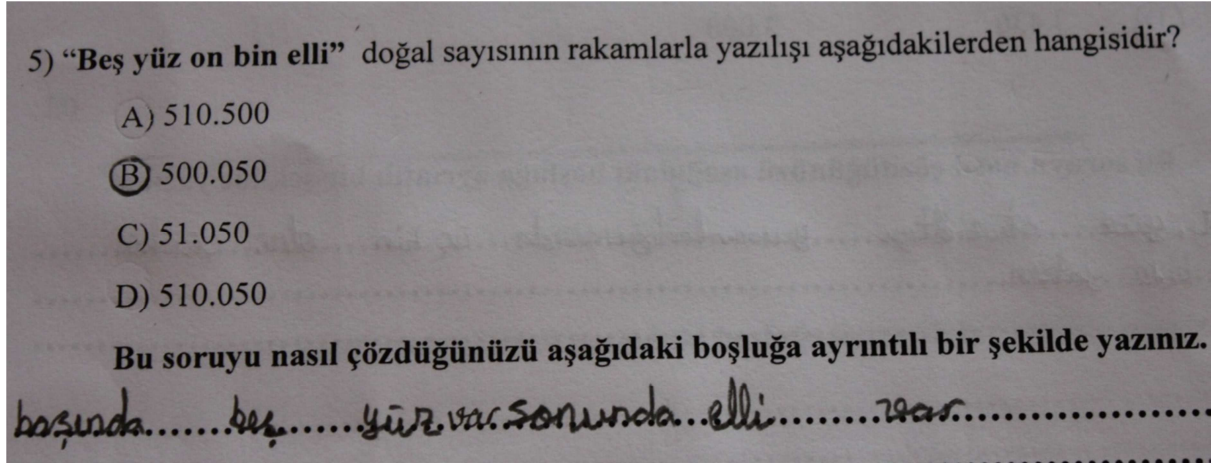 5) “Beş yüz on bin elli” doğal sayısının rakamlarla yazılışı aşağıdakilerden hangisidir?
A) 510.500
B) 500.050
C) 51.050
D) 510.050
Bu soruyu nasıl çözdüğünüzü aşağıdaki boşluğa ayrıntılı bir şekilde yazınız.
başında beş yüz var sonunda elli var